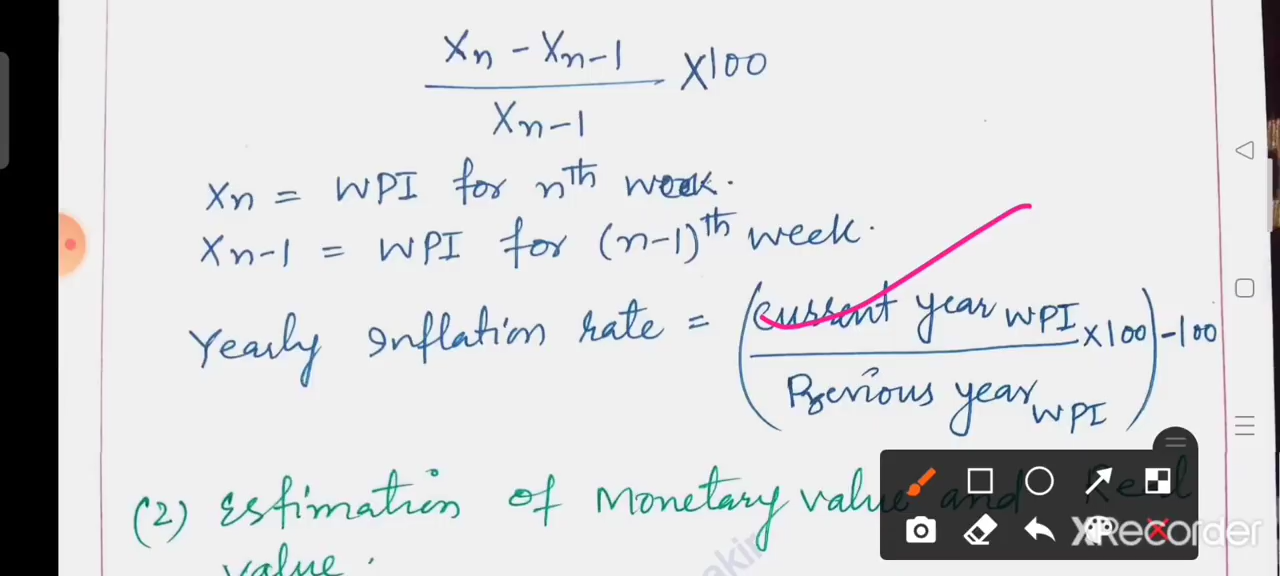 Xn - Xn-1
Xn-1
X100
Xn = WPI for nth week.
Xn-1 = WPI for (n-1)th week.
Yearly Inflation rate = (Current year WPI X100) - 100
Previous year WPI
(2) Estimation of Monetary value and Real
value.
XRecorder